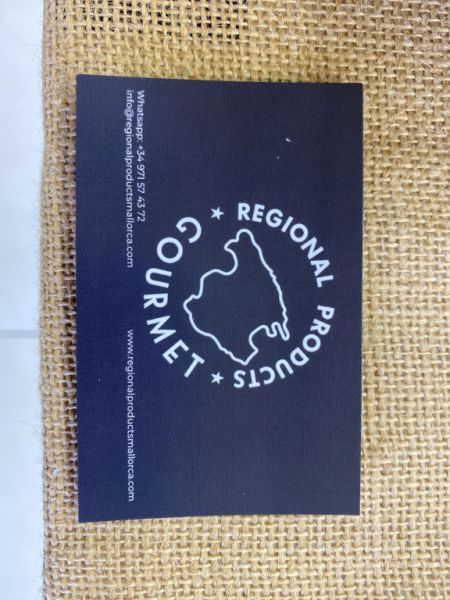 REGIONAL PRODUCTS
GOURMET
Whatsapp: +34 971 57 43 72
info@regionalproductsmallorca.com
www.regionalproductsmallorca.com